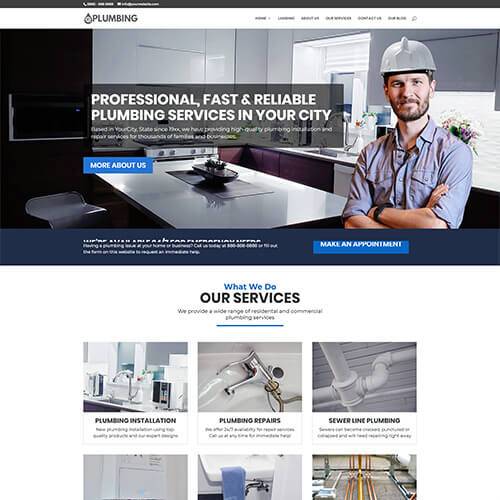 (888) - 888-8888 info@yourwebsite.com
PLUMBING
HOME LANDING ABOUT US OUR SERVICES CONTACT US OUR BLOG
PROFESSIONAL, FAST & RELIABLE
PLUMBING SERVICES IN YOUR CITY
Based in YourCity, State since 19xx, we have providing high-quality plumbing installation and
repair services for thousands of families and businesses.
MORE ABOUT US
WE'RE AVAILABLE 24/7 FOR EMERGENCY NEEDS
Having a plumbing issue at your home or business? Call us today at 888-888-8888 or fill out
the form on this website to request an immediate help.
MAKE AN APPOINTMENT
What We Do
OUR SERVICES
We provide a wide range of residential and commercial
plumbing services
PLUMBING INSTALLATION
New plumbing installation using top-
quality products and our expert designs
PLUMBING REPAIRS
We offer 24/7 availability for repair services.
Call us at any time for immediate help!
SEWER LINE PLUMBING
Sewers can become cracked, punctured or
collapsed and will need repairing right away